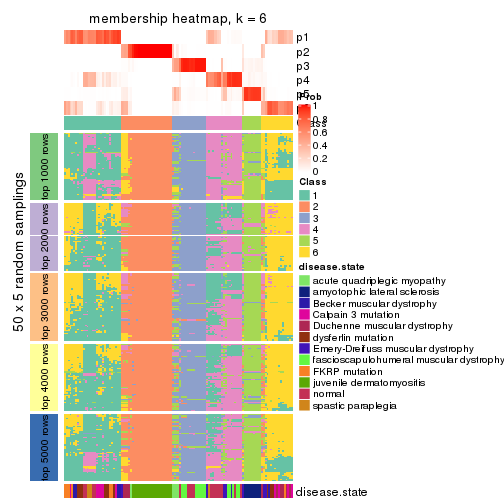 membership heatmap, k = 6
p1
p2
p3
p4
p5
Prob
1
0.8
0.6
0.4
0.2
0
Class
Class
1
2
3
4
5
6
disease.state
acute quadriplegic myopathy
amyotrophic lateral sclerosis
Becker muscular dystrophy
Calpain 3 mutation
Duchenne muscular dystrophy
dysferlin mutation
Emery-Dreifuss muscular dystrophy
fascioscapulohumeral muscular dystrophy
FKRP mutation
juvenile dermatomyositis
normal
spastic paraplegia
50 x 5 random samplings
top 1000 rows
top 2000 rows
top 3000 rows
top 4000 rows
top 5000 rows
disease.state